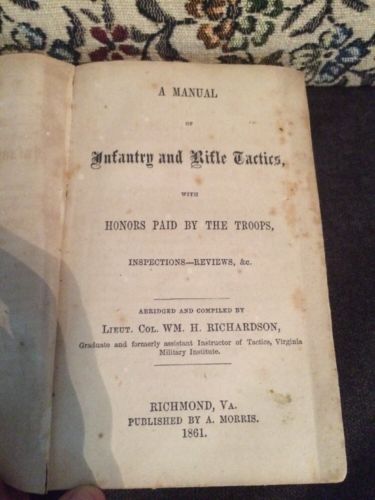 A MANUAL
OF
Infantry and Rifle Tactics,
WITH
HONORS PAID BY THE TROOPS,
INSPECTIONS—REVIEWS, &c.
ABRIDGED AND COMPILED BY
LIEUT. COL. WM. H. RICHARDSON,
Graduate and formerly assistant Instructor of Tactics, Virginia
Military Institute.
RICHMOND, VA.
PUBLISHED BY A. MORRIS.
1861.